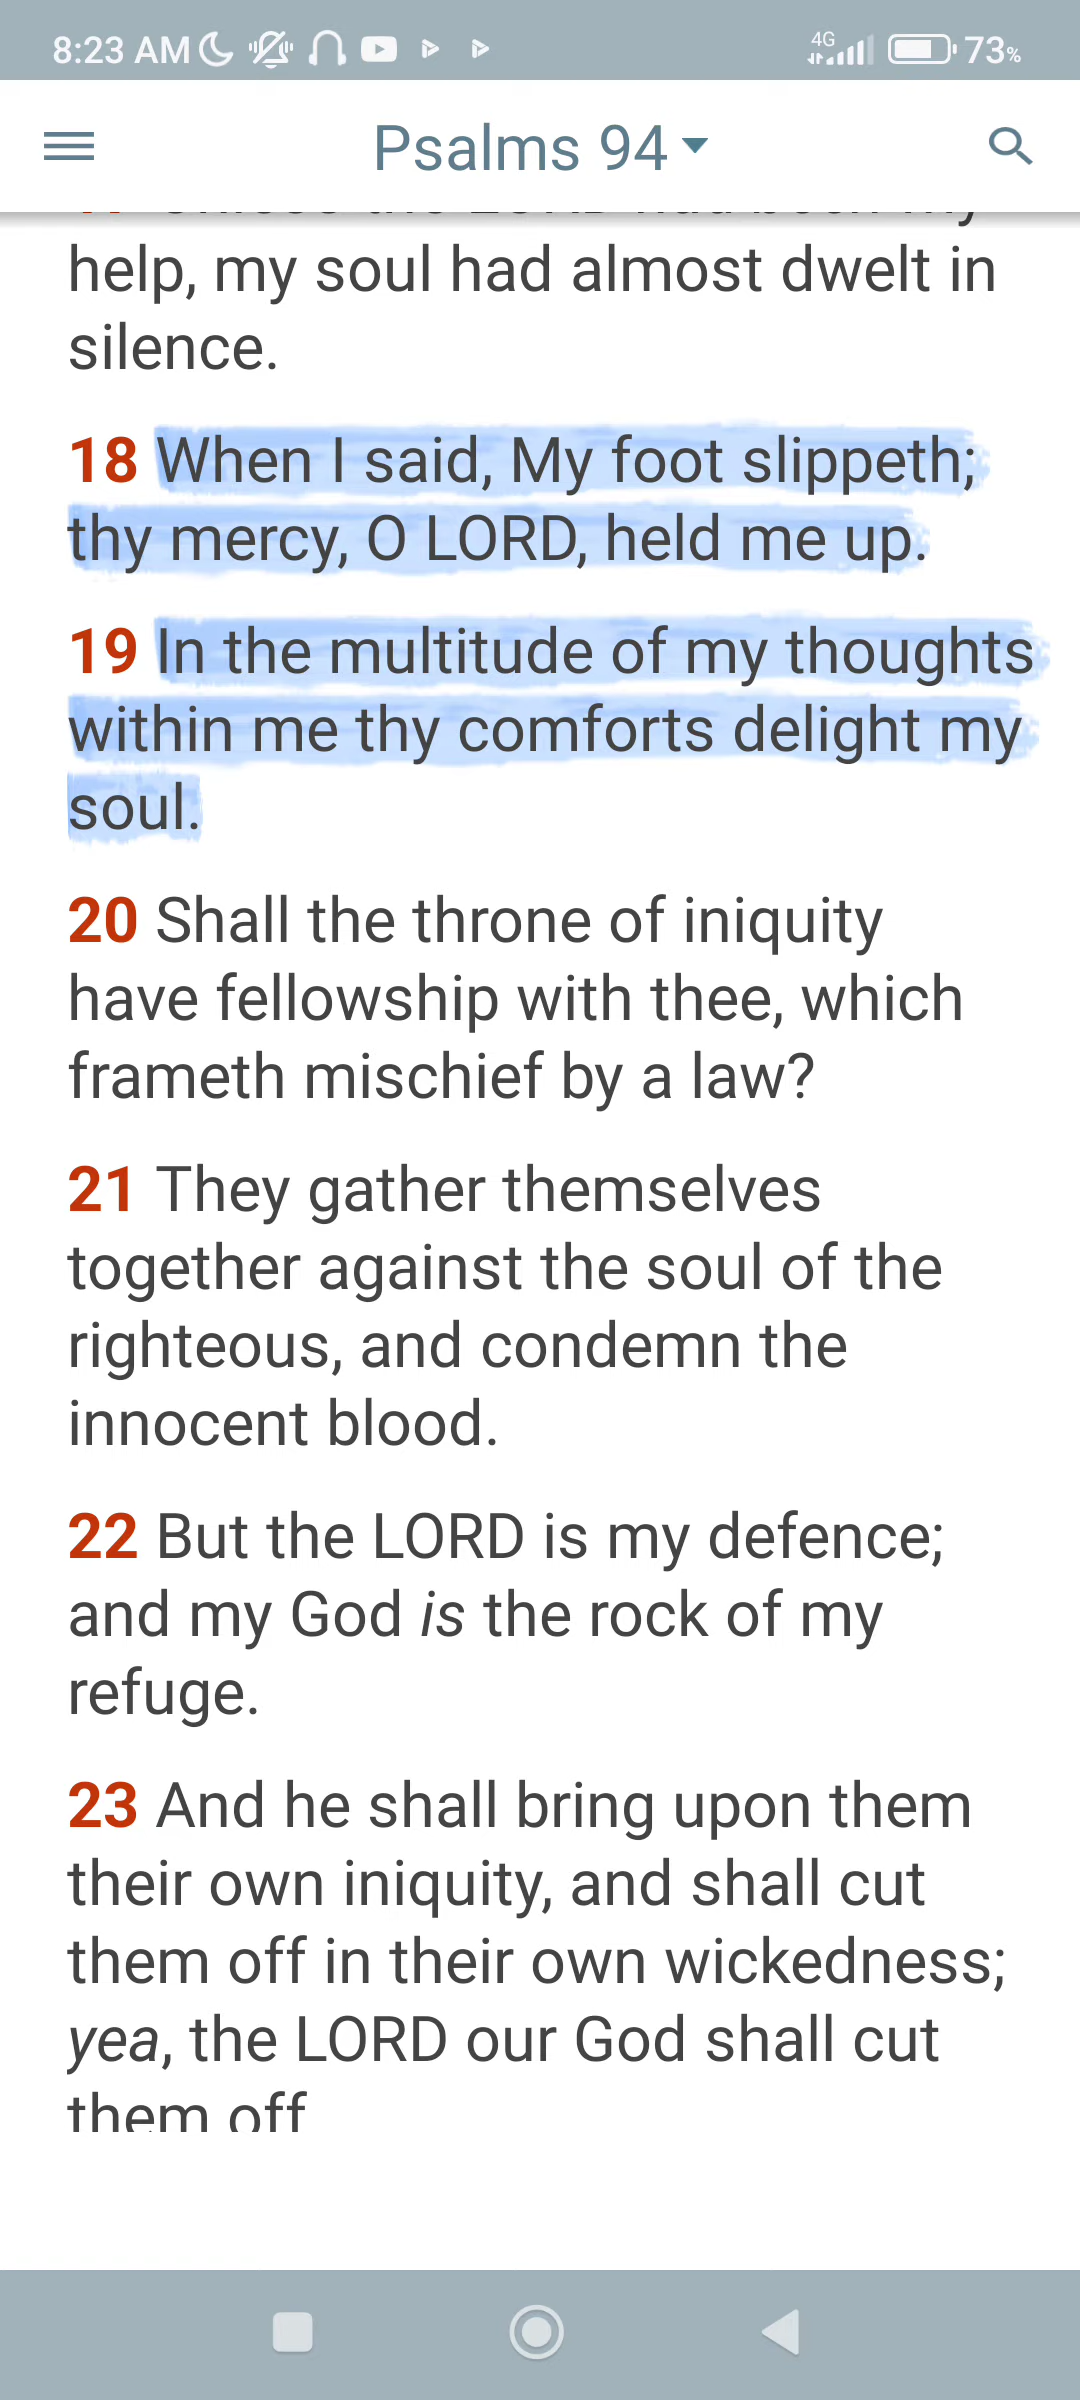 8:23 AM 4G 73%
Psalms 94
help, my soul had almost dwelt in
silence.
18 When I said, My foot slippeth;
thy mercy, O LORD, held me up.
19 In the multitude of my thoughts
within me thy comforts delight my
soul.
20 Shall the throne of iniquity
have fellowship with thee, which
frameth mischief by a law?
21 They gather themselves
together against the soul of the
righteous, and condemn the
innocent blood.
22 But the LORD is my defence;
and my God is the rock of my
refuge.
23 And he shall bring upon them
their own iniquity, and shall cut
them off in their own wickedness;
yea, the LORD our God shall cut
them off